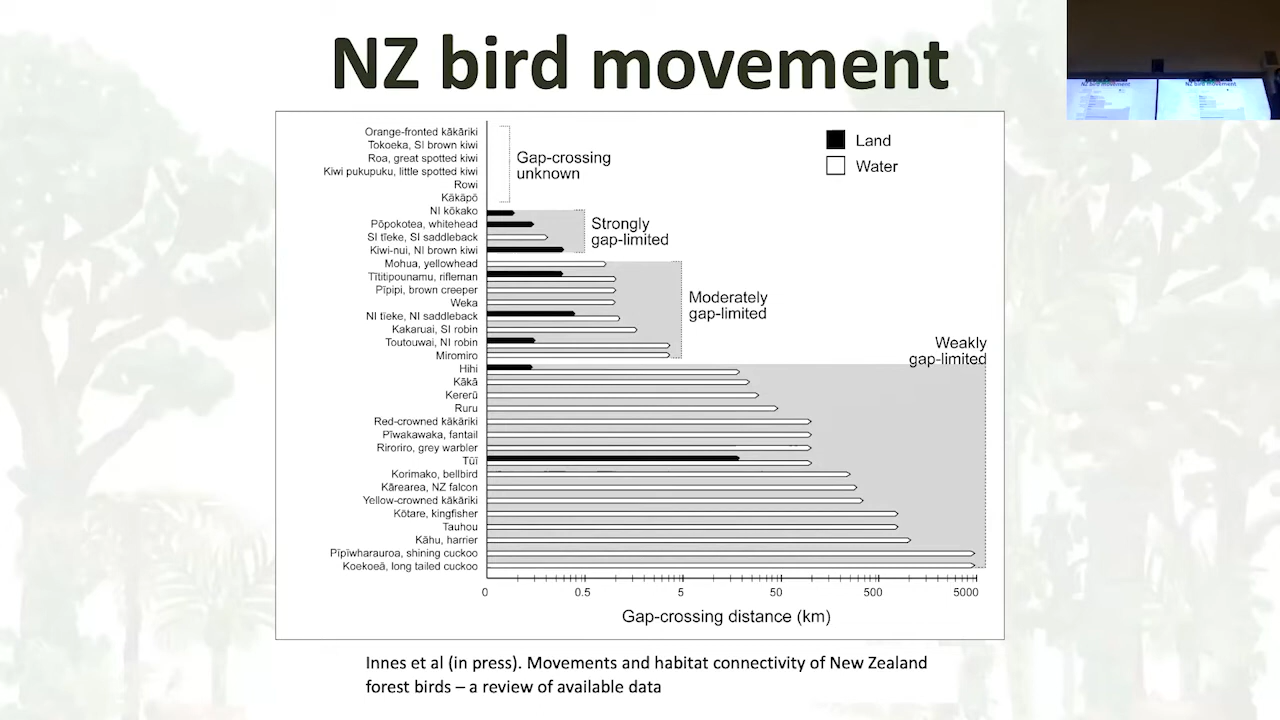 NZ bird movement
Orange-fronted kākāriki
Tokoeka, SI brown kiwi
Roa, great spotted kiwi
Kiwi pukupuku, little spotted kiwi
Rowi
Kākāpō
NI kōkako
Pōpokotea, whitehead
SI tīeke, SI saddleback
Kiwi-nui, NI brown kiwi
Mohua, yellowhead
Tītitipounamu, rifleman
Pīpipi, brown creeper
Weka
NI tīeke, NI saddleback
Kakaruai, SI robin
Toutouwai, NI robin
Miromiro
Hihi
Kākā
Kererū
Ruru
Red-crowned kākāriki
Pīwakawaka, fantail
Riroriro, grey warbler
Tūī
Korimako, bellbird
Kārearea, NZ falcon
Yellow-crowned kākāriki
Kōtare, kingfisher
Tauhou
Kāhu, harrier
Pīpīwharauroa, shining cuckoo
Koekoeā, long tailed cuckoo
Gap-crossing
unknown
Strongly
gap-limited
Moderately
gap-limited
Weakly
gap-limited
Land
Water
0 0.5 5 50 500 5000
Gap-crossing distance (km)
Innes et al (in press). Movements and habitat connectivity of New Zealand
forest birds – a review of available data
NZ bird movement
NZ bird movement